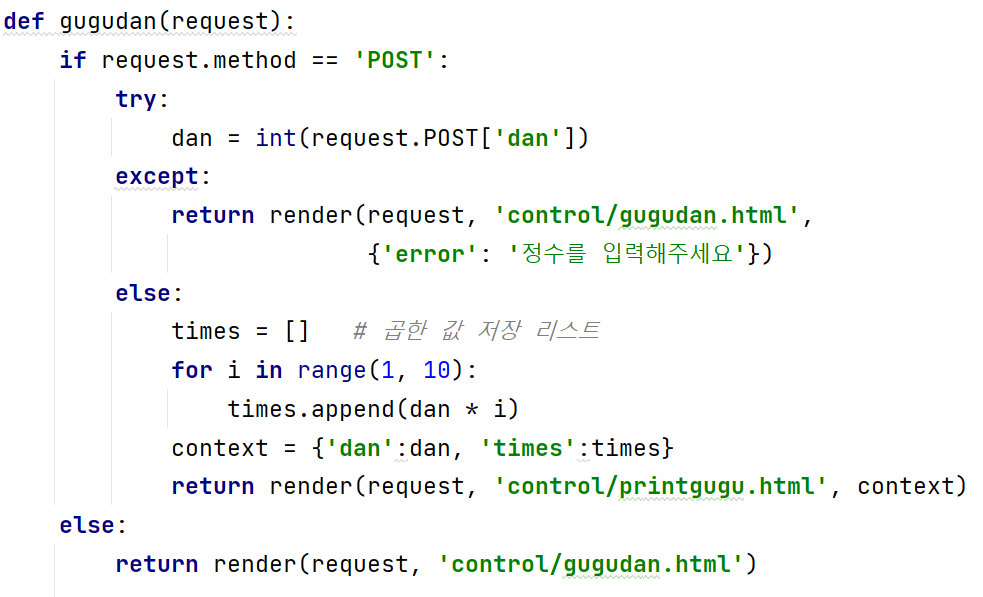 def gugudan(request):
    if request.method == 'POST':
        try:
            dan = int(request.POST['dan'])
        except:
            return render(request, 'control/gugudan.html',
                          {'error': '정수를 입력해주세요'})
        else:
            times = []   # 곱한 값 저장 리스트
            for i in range(1, 10):
                times.append(dan * i)
            context = {'dan':dan, 'times':times}
            return render(request, 'control/printgugu.html', context)
    else:
        return render(request, 'control/gugudan.html')